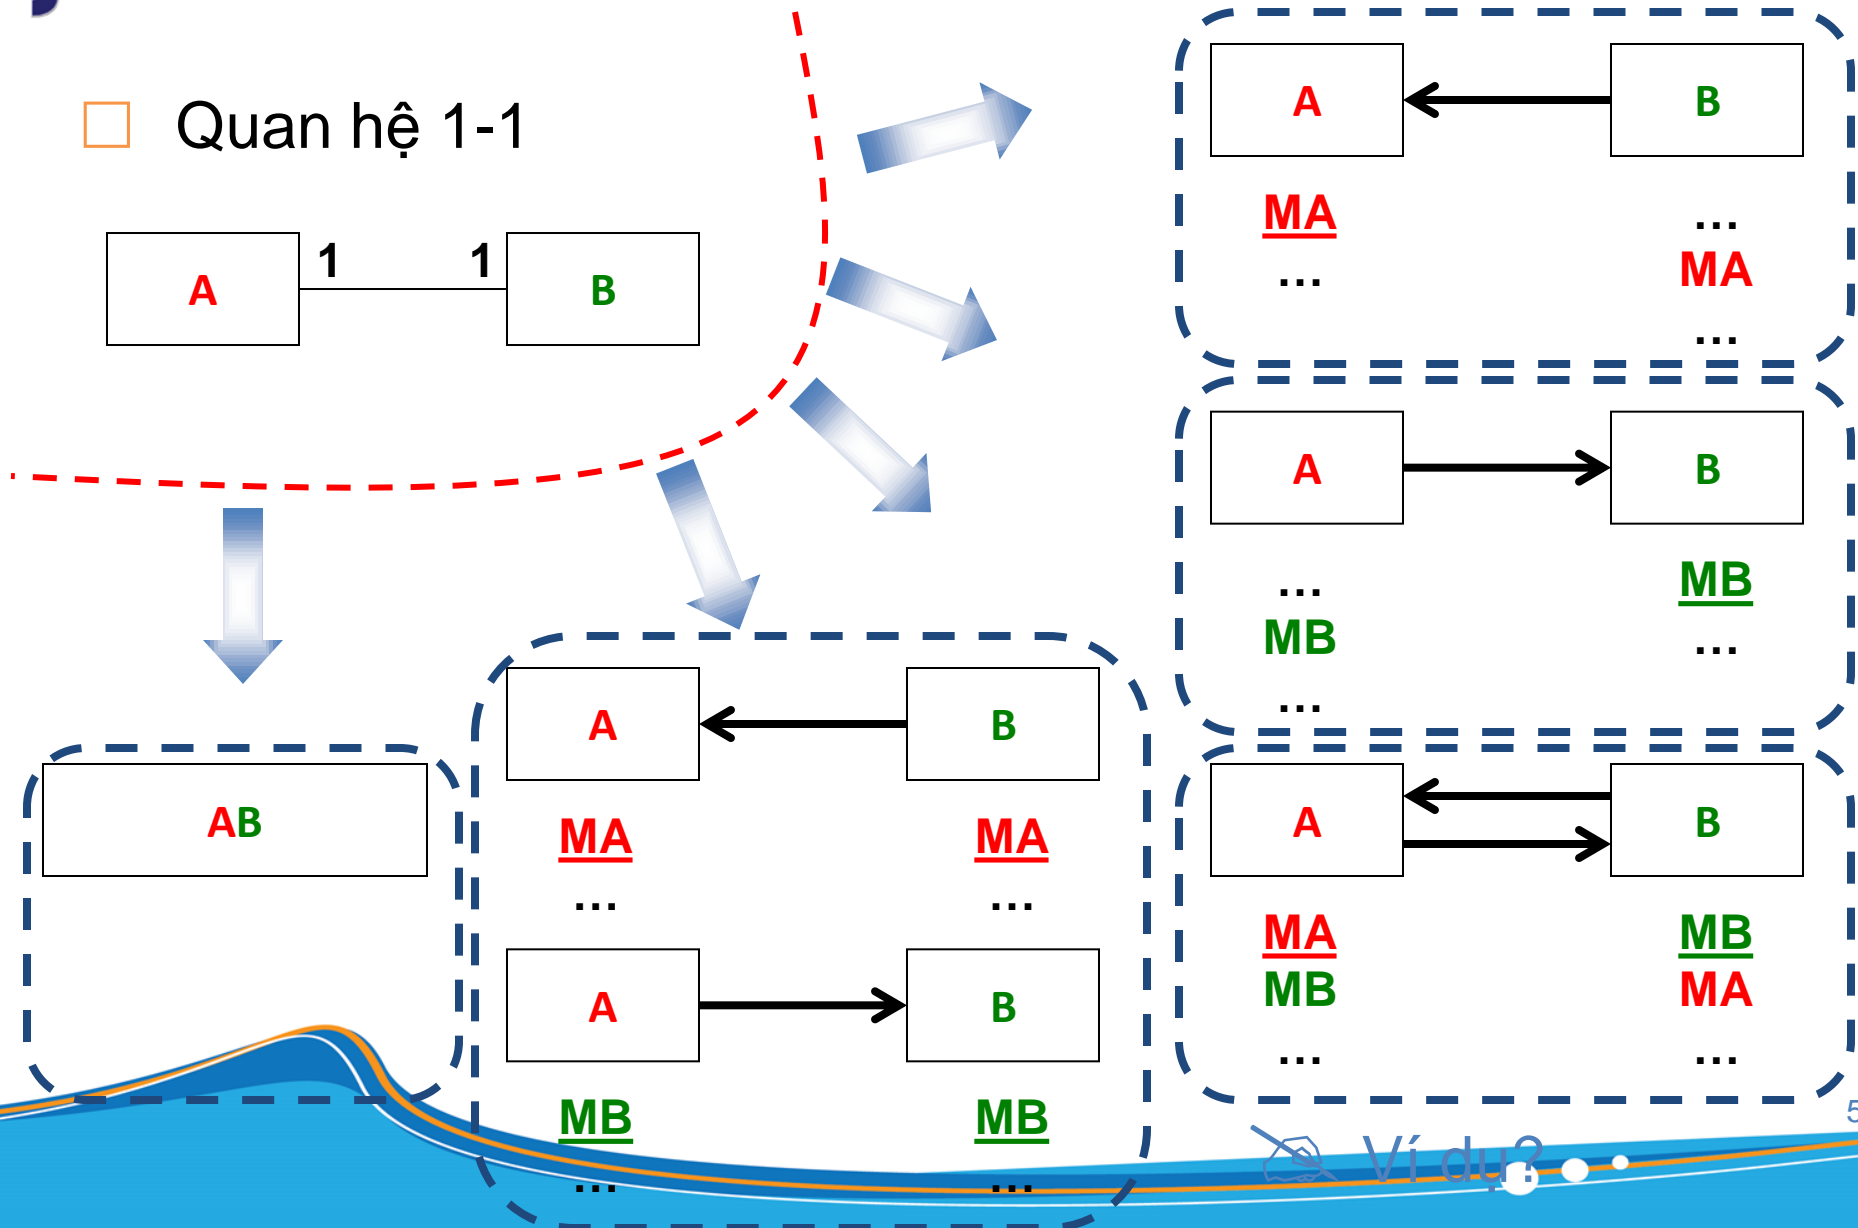 Quan hệ 1-1
A 1 1 B
A B
MA ...
... MA
...
A B
... MB
MB ...
...
A B
MA MB
MB MA
... ...
AB
A B
MA MA
... ...
A B
MB MB
... ...
Ví dụ?
5